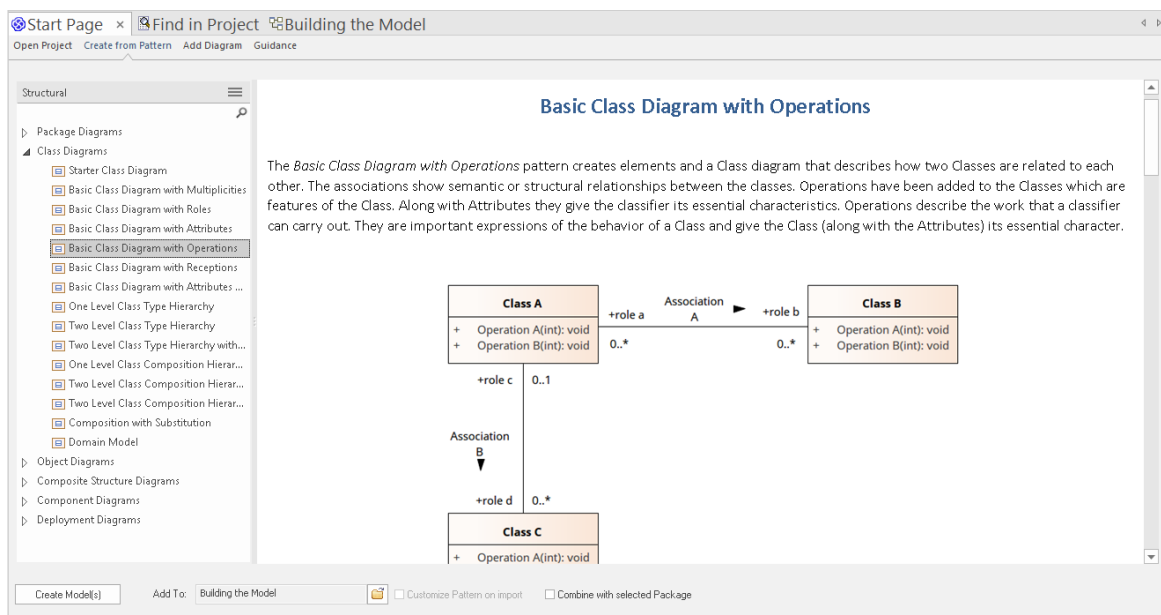 Start Page × Find in Project Building the Model
Open Project Create from Pattern Add Diagram Guidance
Structural
Package Diagrams
Class Diagrams
Starter Class Diagram
Basic Class Diagram with Multiplicities
Basic Class Diagram with Roles
Basic Class Diagram with Attributes
Basic Class Diagram with Operations
Basic Class Diagram with Receptions
Basic Class Diagram with Attributes ...
One Level Class Type Hierarchy
Two Level Class Type Hierarchy
Two Level Class Type Hierarchy with...
One Level Class Composition Hierar...
Two Level Class Composition Hierar...
Two Level Class Composition Hierar...
Composition with Substitution
Domain Model
Object Diagrams
Composite Structure Diagrams
Component Diagrams
Deployment Diagrams
Basic Class Diagram with Operations
The Basic Class Diagram with Operations pattern creates elements and a Class diagram that describes how two Classes are related to each
other. The associations show semantic or structural relationships between the classes. Operations have been added to the Classes which are
features of the Class. Along with Attributes they give the classifier its essential characteristics. Operations describe the work that a classifier
can carry out. They are important expressions of the behavior of a Class and give the Class (along with the Attributes) its essential character.
Class A
+ Operation A(int): void
+ Operation B(int): void
+role a
0..*
Association
A
+role b
0..*
Class B
+ Operation A(int): void
+ Operation B(int): void
+role c 0..1
Association
B
+role d 0..*
Class C
+ Operation A(int): void
Create Model(s) Add To: Building the Model Customize Pattern on import Combine with selected Package